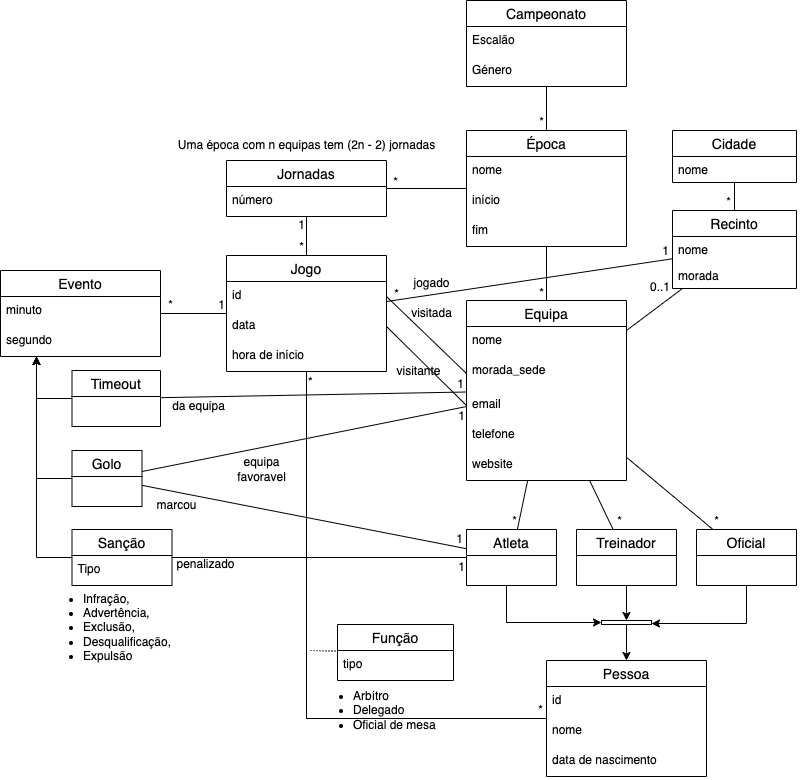 Campeonato
Escalão
Género
*
Uma época com n equipas tem (2n - 2) jornadas
Época
nome
início
fim
Cidade
nome
*
Jornadas
número
*
1
*
Recinto
nome
morada
1
0..1
*
Jogo
id
data
hora de início
*
jogado
visitada
visitante
Evento
minuto
segundo
*
1
Equipa
nome
morada_sede
email
telefone
website
Timeout
da equipa
1
1
Golo
equipa
favoravel
marcou
*
Sanção
Tipo
penalizado
1
1
Atleta
*
Treinador
*
Oficial
*
• Infração,
• Advertência,
• Exclusão,
• Desqualificação,
• Expulsão
Função
tipo
• Arbítro
• Delegado
• Oficial de mesa
*
Pessoa
id
nome
data de nascimento